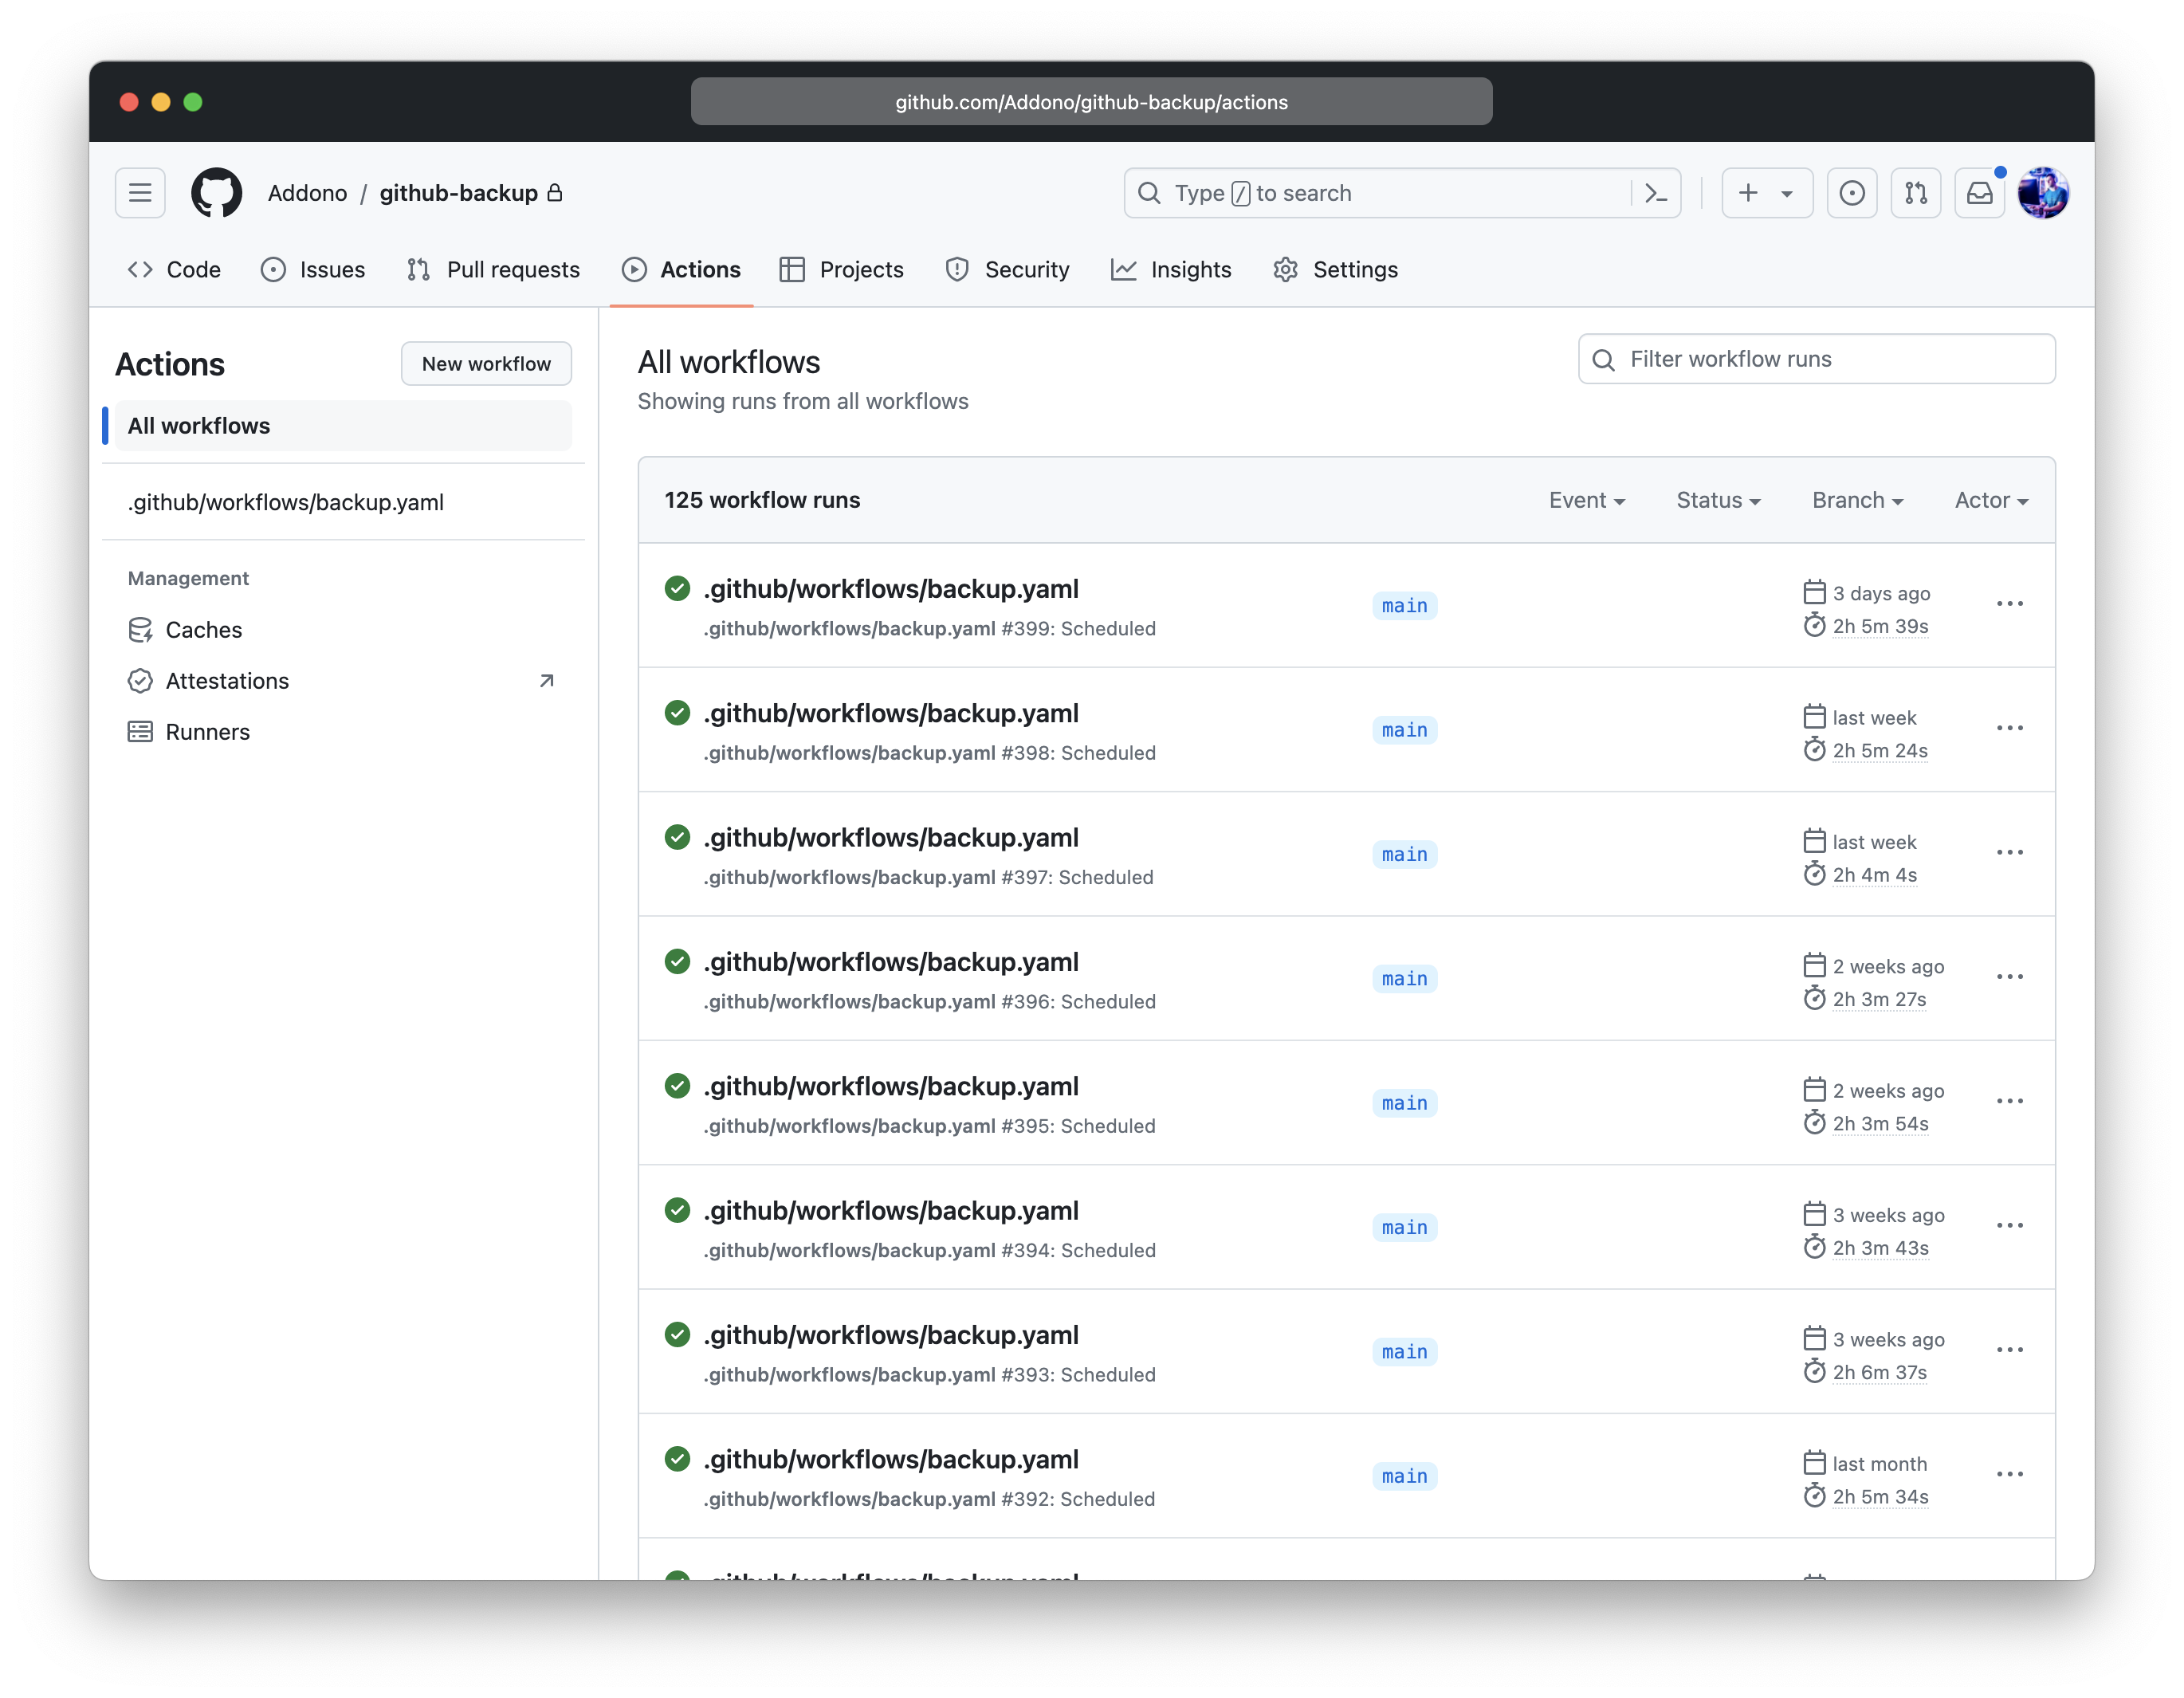 github.com/Addono/github-backup/actions
Addono / github-backup
Type / to search
Code Issues Pull requests Actions Projects Security Insights Settings
Actions
New workflow
All workflows
.github/workflows/backup.yaml
Management
Caches
Attestations
Runners
All workflows
Showing runs from all workflows
Filter workflow runs
125 workflow runs
Event Status Branch Actor
.github/workflows/backup.yaml
.github/workflows/backup.yaml #399: Scheduled
main
3 days ago
2h 5m 39s
.github/workflows/backup.yaml
.github/workflows/backup.yaml #398: Scheduled
main
last week
2h 5m 24s
.github/workflows/backup.yaml
.github/workflows/backup.yaml #397: Scheduled
main
last week
2h 4m 4s
.github/workflows/backup.yaml
.github/workflows/backup.yaml #396: Scheduled
main
2 weeks ago
2h 3m 27s
.github/workflows/backup.yaml
.github/workflows/backup.yaml #395: Scheduled
main
2 weeks ago
2h 3m 54s
.github/workflows/backup.yaml
.github/workflows/backup.yaml #394: Scheduled
main
3 weeks ago
2h 3m 43s
.github/workflows/backup.yaml
.github/workflows/backup.yaml #393: Scheduled
main
3 weeks ago
2h 6m 37s
.github/workflows/backup.yaml
.github/workflows/backup.yaml #392: Scheduled
main
last month
2h 5m 34s